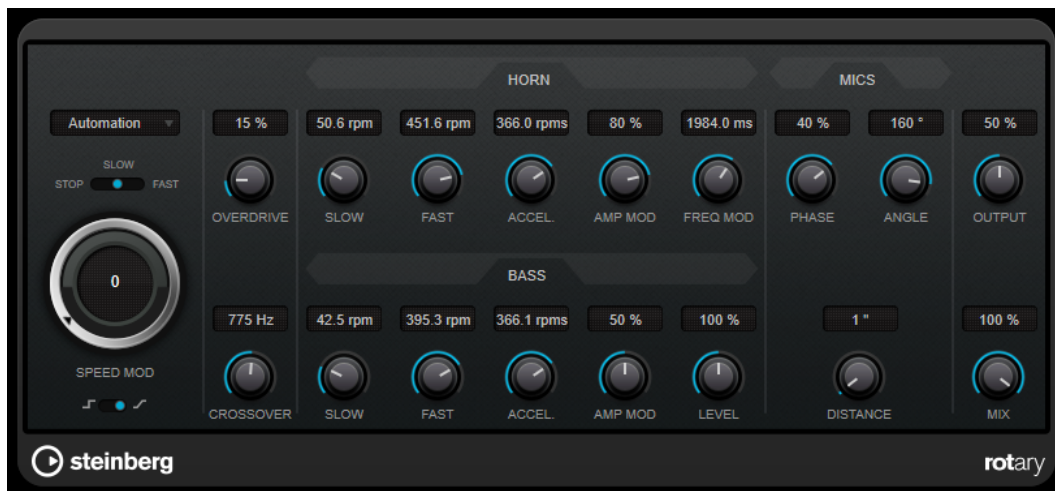 HORN MICS
Automation 15 % 50.6 rpm 451.6 rpm 366.0 rpms 80 % 1984.0 ms 40 % 160 ° 50 %
SLOW
STOP FAST
OVERDRIVE SLOW FAST ACCEL. AMP MOD FREQ MOD PHASE ANGLE OUTPUT
BASS
0
775 Hz 42.5 rpm 395.3 rpm 366.1 rpms 50 % 100 % 1 " 100 %
SPEED MOD
CROSSOVER SLOW FAST ACCEL. AMP MOD LEVEL DISTANCE MIX
steinberg rotary